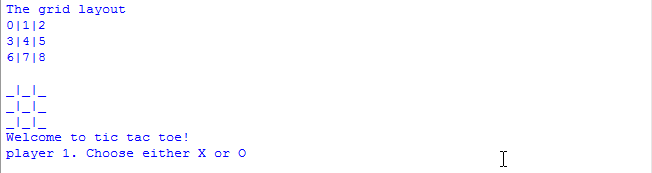 The grid layout
0|1|2
3|4|5
6|7|8
_|_|_
_|_|_
_|_|_
Welcome to tic tac toe!
player 1. Choose either X or O